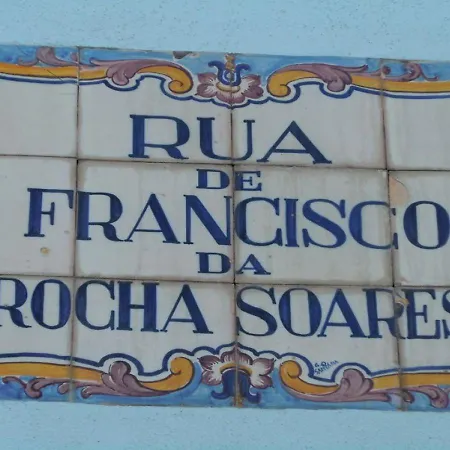 RUA
DE
FRANCISCO
DA
ROCHA SOARES